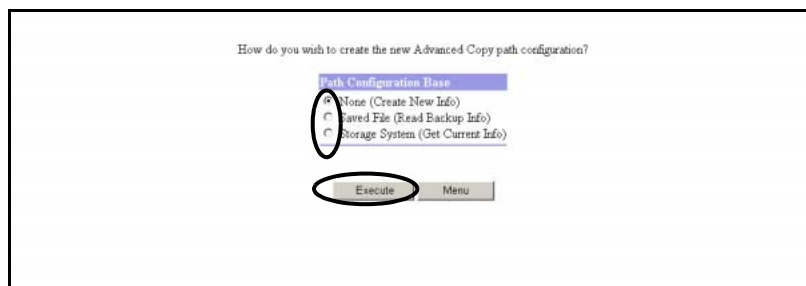 How do you wish to create the new Advanced Copy path configuration?
Path Configuration Base
None (Create New Info)
Saved File (Read Backup Info)
Storage System (Get Current Info)
Execute Menu